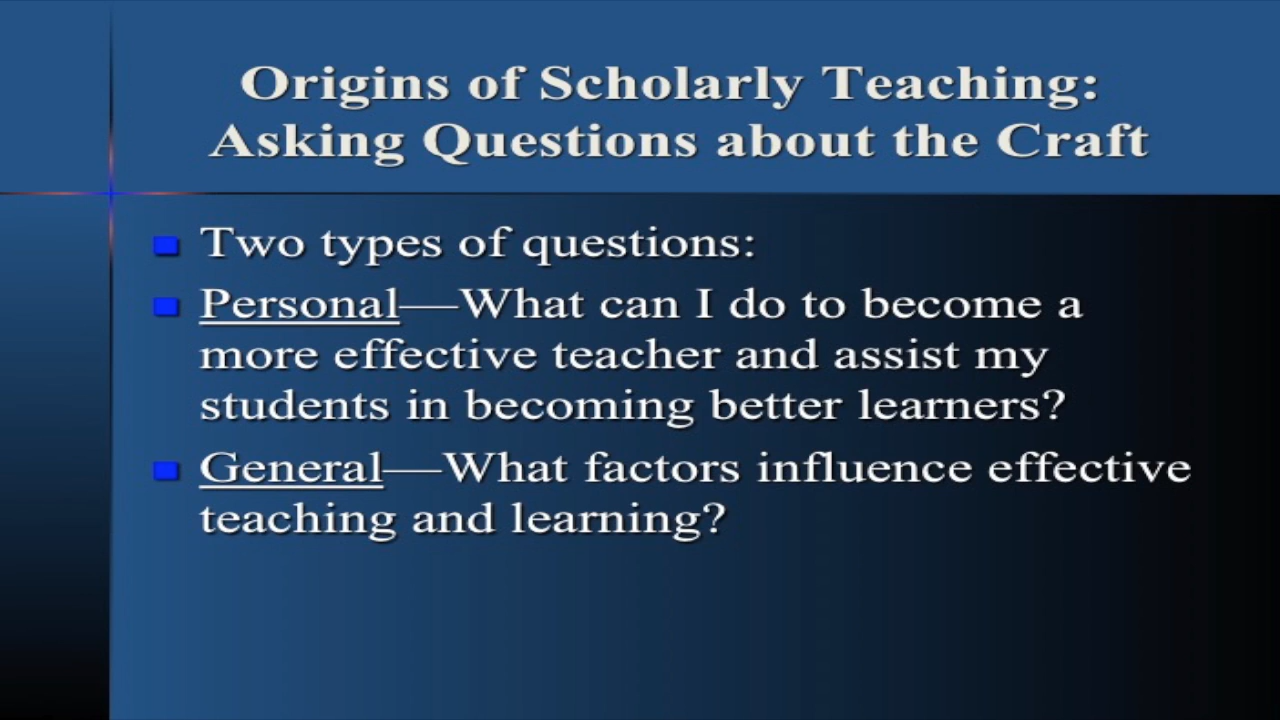 Origins of Scholarly Teaching:
Asking Questions about the Craft
Two types of questions:
Personal—What can I do to become a
more effective teacher and assist my
students in becoming better learners?
General—What factors influence effective
teaching and learning?